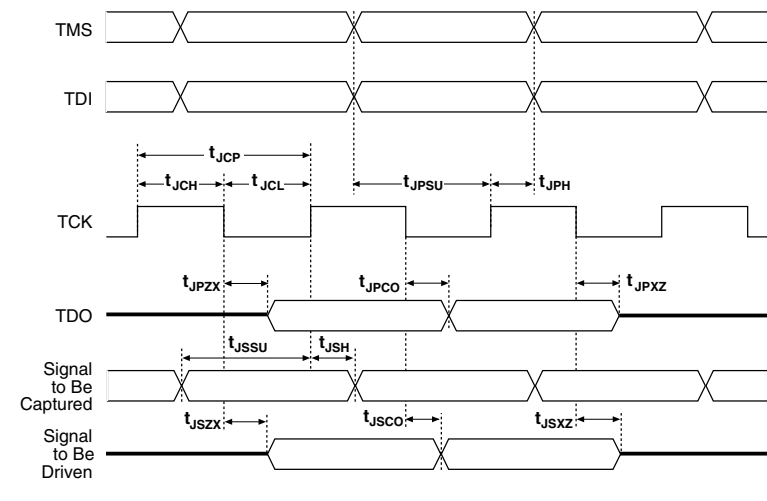 TMS
TDI
tJCP
tJCH
tJCL
tJPSU
tJPH
TCK
tJPZX
tJPCO
tJPXZ
TDO
tJSSU
tJSH
Signal
to Be
Captured
tJSZX
tJSCO
tJSXZ
Signal
to Be
Driven